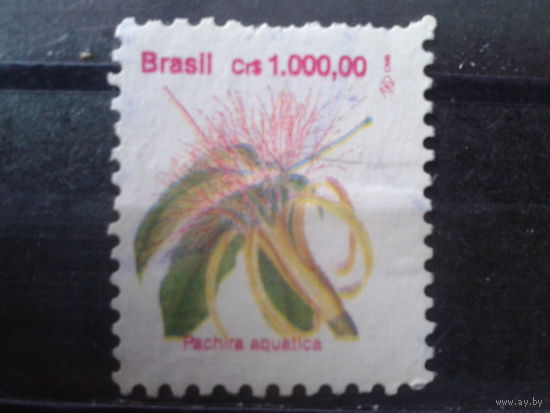 Brasil Cr$ 1.000,00
Pachira aquatica
www.ay.by